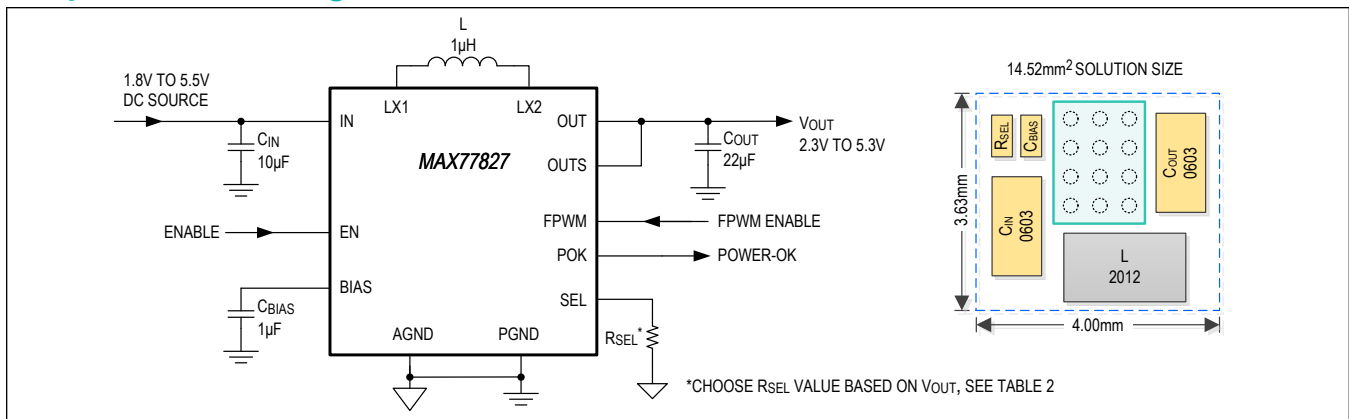 L
1µH
1.8V TO 5.5V
DC SOURCE
LX1
LX2
IN
OUT
VOUT
2.3V TO 5.3V
CIN
10µF
MAX77827
COUT
22µF
OUTS
FPWM
FPWM ENABLE
ENABLE
EN
POK
POWER-OK
BIAS
SEL
CBIAS
1µF
RSEL*
AGND
PGND
*CHOOSE RSEL VALUE BASED ON VOUT, SEE TABLE 2
14.52mm2 SOLUTION SIZE
RSEL
CBIAS
COUT
0603
3.63mm
CIN
0603
L
2012
4.00mm